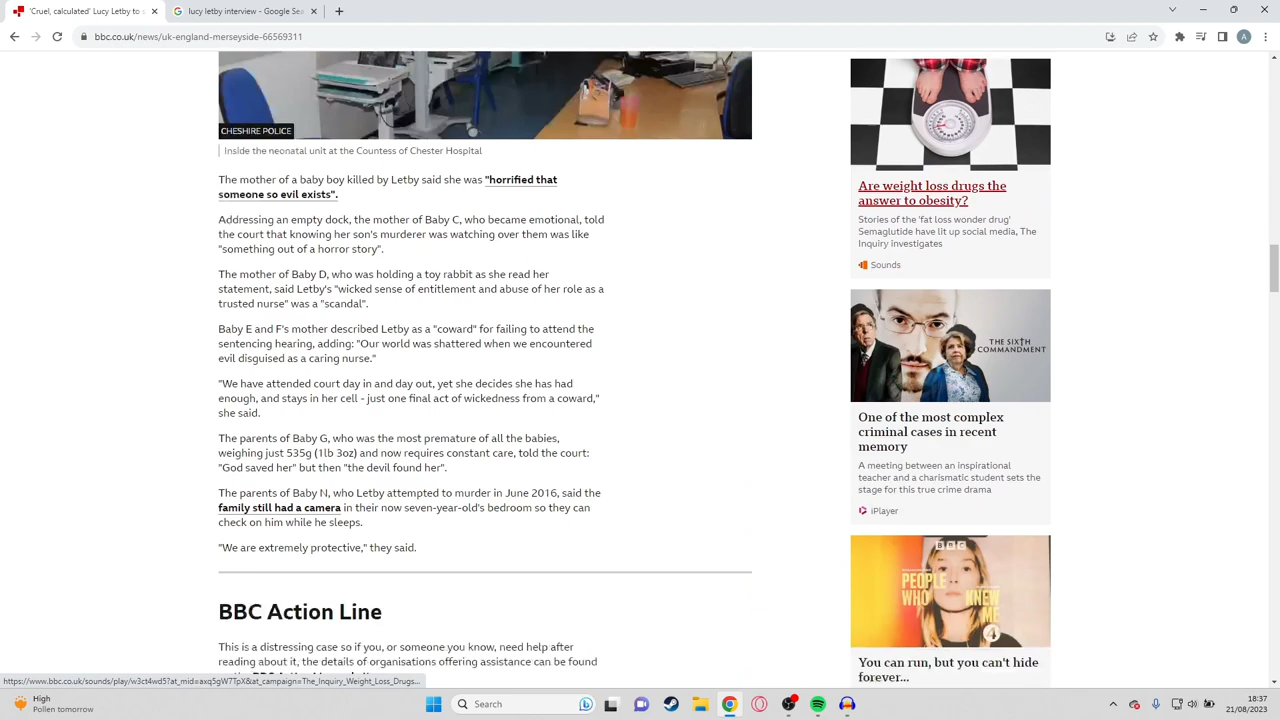 'Cruel, calculated' Lucy Letby to s
lucy letby interview - Google Sea
bbc.co.uk/news/uk-england-merseyside-66569311
A
CHESHIRE POLICE
Inside the neonatal unit at the Countess of Chester Hospital
The mother of a baby boy killed by Letby said she was "horrified that
someone so evil exists".
Addressing an empty dock, the mother of Baby C, who became emotional, told
the court that knowing her son's murderer was watching over them was like
"something out of a horror story".
The mother of Baby D, who was holding a toy rabbit as she read her
statement, said Letby's "wicked sense of entitlement and abuse of her role as a
trusted nurse" was a "scandal".
Baby E and F's mother described Letby as a "coward" for failing to attend the
sentencing hearing, adding: "Our world was shattered when we encountered
evil disguised as a caring nurse."
"We have attended court day in and day out, yet she decides she has had
enough, and stays in her cell - just one final act of wickedness from a coward,"
she said.
The parents of Baby G, who was the most premature of all the babies,
weighing just 535g (1lb 3oz) and now requires constant care, told the court:
"God saved her" but then "the devil found her".
The parents of Baby N, who Letby attempted to murder in June 2016, said the
family still had a camera in their now seven-year-old's bedroom so they can
check on him while he sleeps.
"We are extremely protective," they said.
BBC Action Line
This is a distressing case so if you, or someone you know, need help after
reading about it, the details of organisations offering assistance can be found
Are weight loss drugs the
answer to obesity?
Stories of the 'fat loss wonder drug'
Semaglutide have lit up social media, The
Inquiry investigates
Sounds
THE SIXTH
COMMANDMENT
One of the most complex
criminal cases in recent
memory
A meeting between an inspirational
teacher and a charismatic student sets the
stage for this true crime drama
iPlayer
BBC
PEOPLE
WHO KNEW
ME
4
You can run, but you can't hide
forever...
https://www.bbc.co.uk/sounds/play/w3ct4wd5?at_mid=axq5gW7TpX&at_campaign=The_Inquiry_Weight_Loss_Drugs...
High
Pollen tomorrow
Search
18:37
21/08/2023